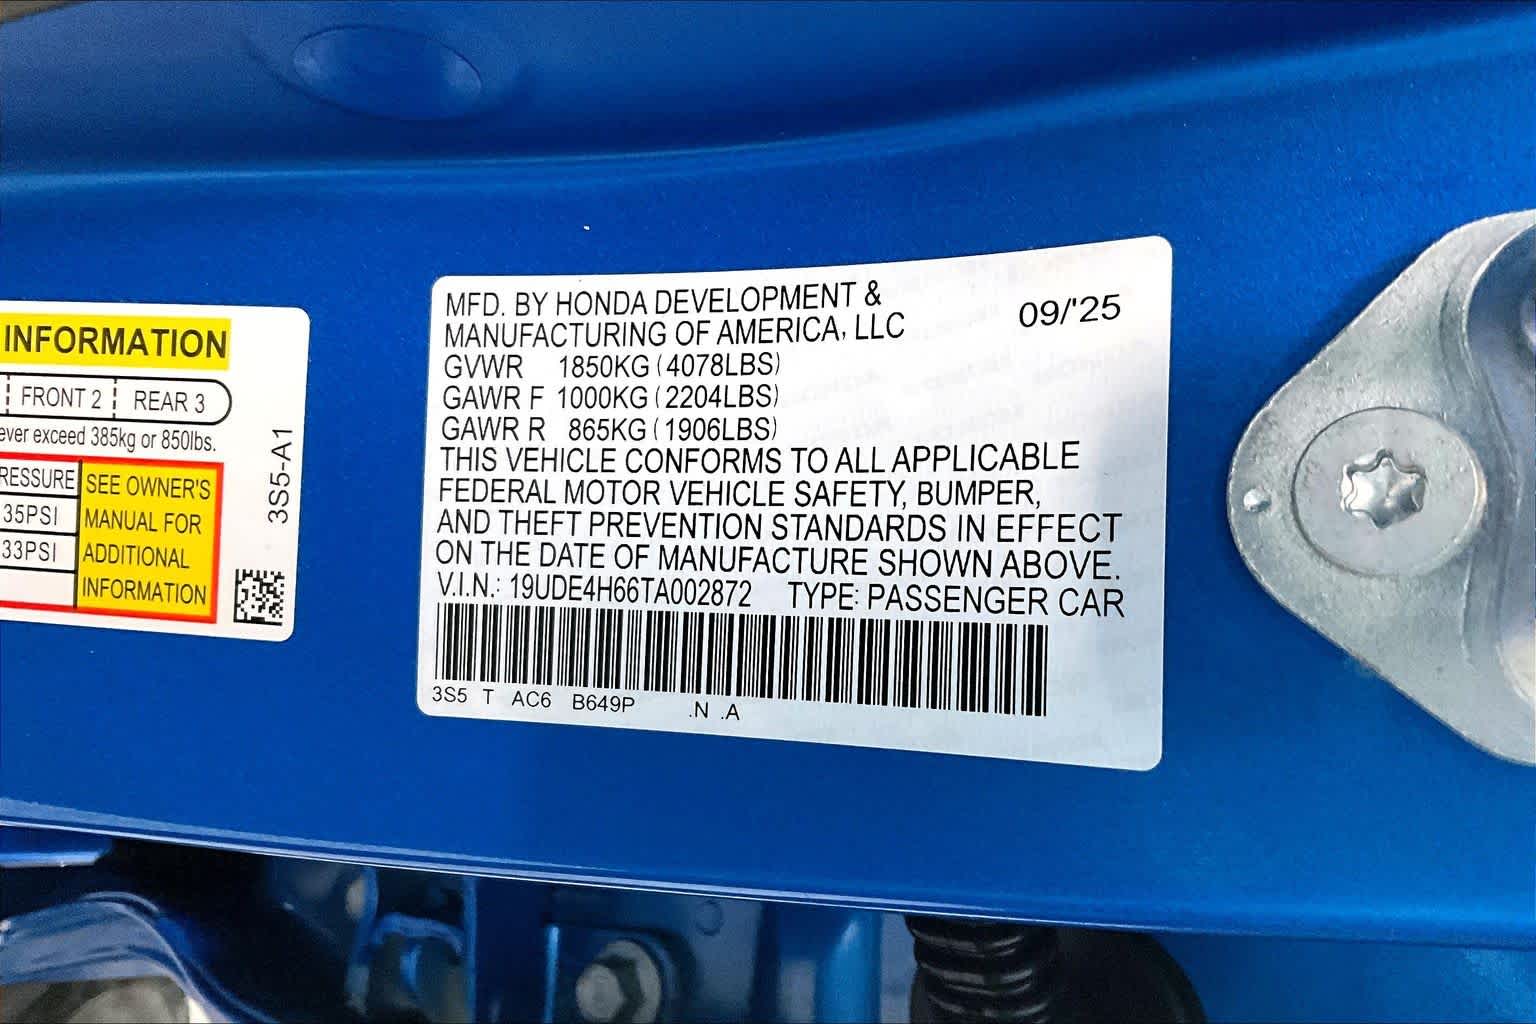 INFORMATION
FRONT 2 REAR 3
ever exceed 385kg or 850lbs.
RESSURE
35PSI
33PSI
SEE OWNER'S
MANUAL FOR
ADDITIONAL
INFORMATION
3S5-A1
MFD. BY HONDA DEVELOPMENT &
MANUFACTURING OF AMERICA, LLC
09/'25
GVWR 1850KG (4078LBS)
GAWR F 1000KG (2204LBS)
GAWR R 865KG (1906LBS)
THIS VEHICLE CONFORMS TO ALL APPLICABLE
FEDERAL MOTOR VEHICLE SAFETY, BUMPER,
AND THEFT PREVENTION STANDARDS IN EFFECT
ON THE DATE OF MANUFACTURE SHOWN ABOVE.
V.I.N.: 19UDE4H66TA002872 TYPE: PASSENGER CAR
3S5 T AC6 B649P .N .A